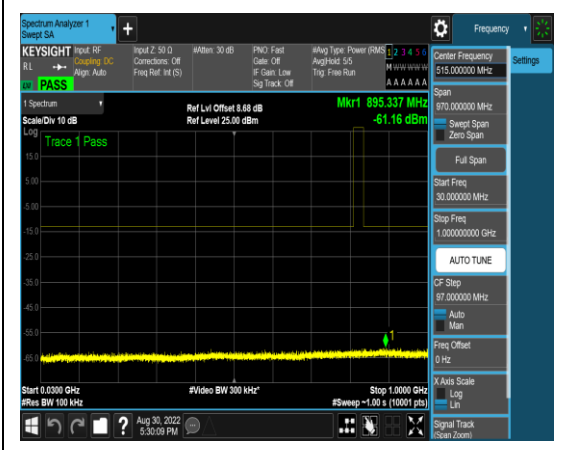 Spectrum Analyzer 1
Swept SA
Frequency
KEYSIGHT
RL
PASS
Input: RF
Coupling: DC
Align: Auto
Input Z: 50 Ω
Corrections: Off
Freq Ref: Int (S)
#Atten: 30 dB
PNO: Fast
Gate: Off
IF Gain: Low
Sig Track: Off
#Avg Type: Power (RMS
Avg|Hold: 5/5
Trig: Free Run
1 2 3 4 5 6
M W W W W W
A A A A A A
1 Spectrum
Scale/Div 10 dB
Ref Lvl Offset 8.68 dB
Ref Level 25.00 dBm
Mkr1 895.337 MHz
-61.16 dBm
Log
Trace 1 Pass
15.0
5.00
-5.00
-15.0
-25.0
-35.0
-45.0
-55.0
-65.0
1
Start 0.0300 GHz
#Res BW 100 kHz
#Video BW 300 kHz*
Stop 1.0000 GHz
#Sweep ~1.00 s (10001 pts)
Aug 30, 2022
5:30:09 PM
Center Frequency
515.000000 MHz
Span
970.000000 MHz
Swept Span
Zero Span
Full Span
Start Freq
30.000000 MHz
Stop Freq
1.000000000 GHz
AUTO TUNE
CF Step
97.000000 MHz
Auto
Man
Freq Offset
0 Hz
X Axis Scale
Log
Lin
Signal Track
(Span Zoom)
Settings